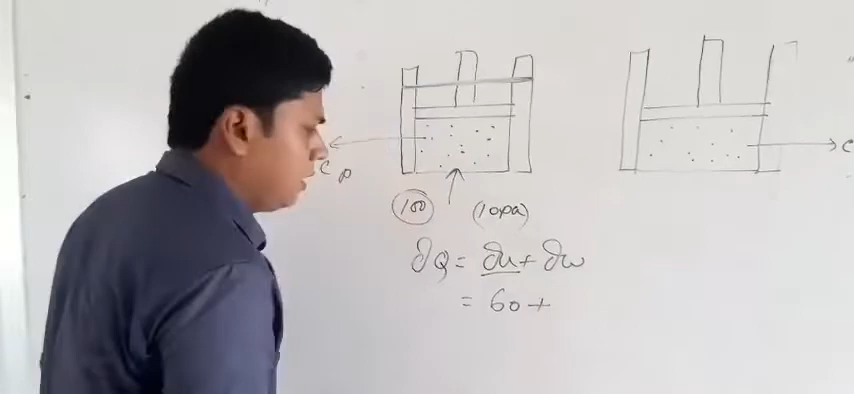 Cp
C
100 (10pa)
∂Q = ∂u + ∂w
= 60 +